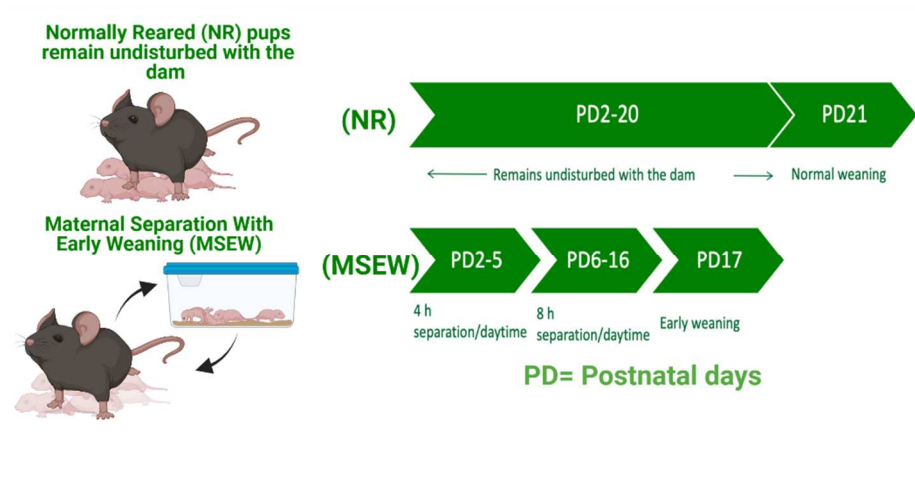 Normally Reared (NR) pups
remain undisturbed with the
dam
(NR)
PD2-20
PD21
Remains undisturbed with the dam
Normal weaning
Maternal Separation With
Early Weaning (MSEW)
(MSEW)
PD2-5
PD6-16
PD17
4 h
separation/daytime
8 h
separation/daytime
Early weaning
PD= Postnatal days